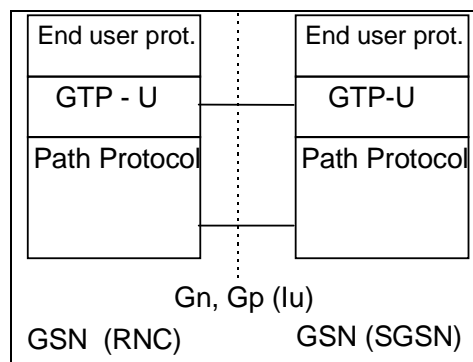 End user prot.
End user prot.
GTP - U
GTP-U
Path Protocol
Path Protocol
Gn, Gp (Iu)
GSN (RNC)
GSN (SGSN)